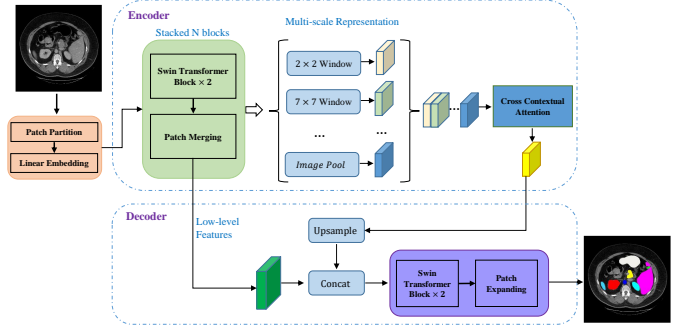 Encoder
Stacked N blocks
Multi-scale Representation
Swin Transformer
Block × 2
Patch Merging
2 × 2 Window
7 × 7 Window
...
...
...
Image Pool
Cross Contextual
Attention
Patch Partition
Linear Embedding
Decoder
Low-level
Features
Upsample
Concat
Swin
Transformer
Block × 2
Patch
Expanding